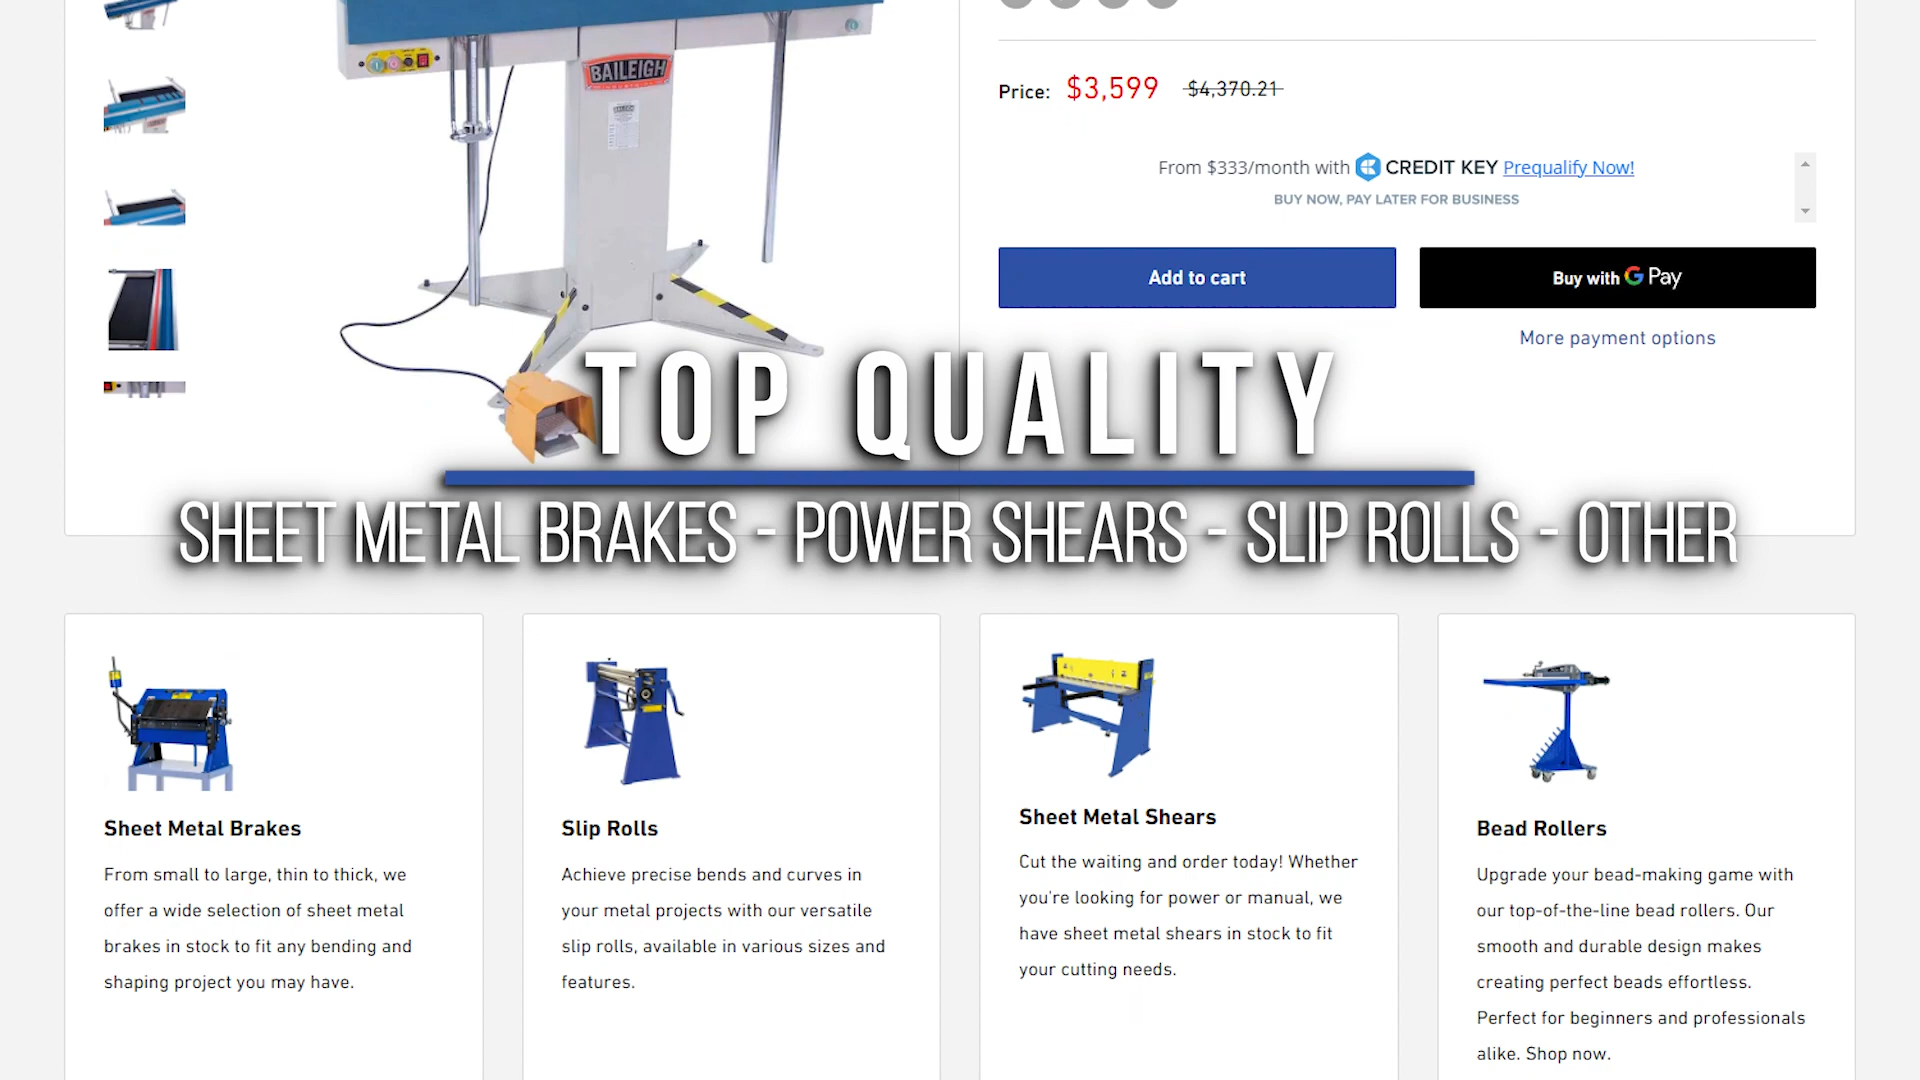 BAILEIGH
Price: $3,599 $4,370.21
From $333/month with CREDIT KEY Prequalify Now!
BUY NOW, PAY LATER FOR BUSINESS
Add to cart
Buy with G Pay
More payment options
TOP QUALITY
SHEET METAL BRAKES - POWER SHEARS - SLIP ROLLS - OTHER
Sheet Metal Brakes
From small to large, thin to thick, we
offer a wide selection of sheet metal
brakes in stock to fit any bending and
shaping project you may have.
Slip Rolls
Achieve precise bends and curves in
your metal projects with our versatile
slip rolls, available in various sizes and
features.
Sheet Metal Shears
Cut the waiting and order today! Whether
you're looking for power or manual, we
have sheet metal shears in stock to fit
your cutting needs.
Bead Rollers
Upgrade your bead-making game with
our top-of-the-line bead rollers. Our
smooth and durable design makes
creating perfect beads effortless.
Perfect for beginners and professionals
alike. Shop now.